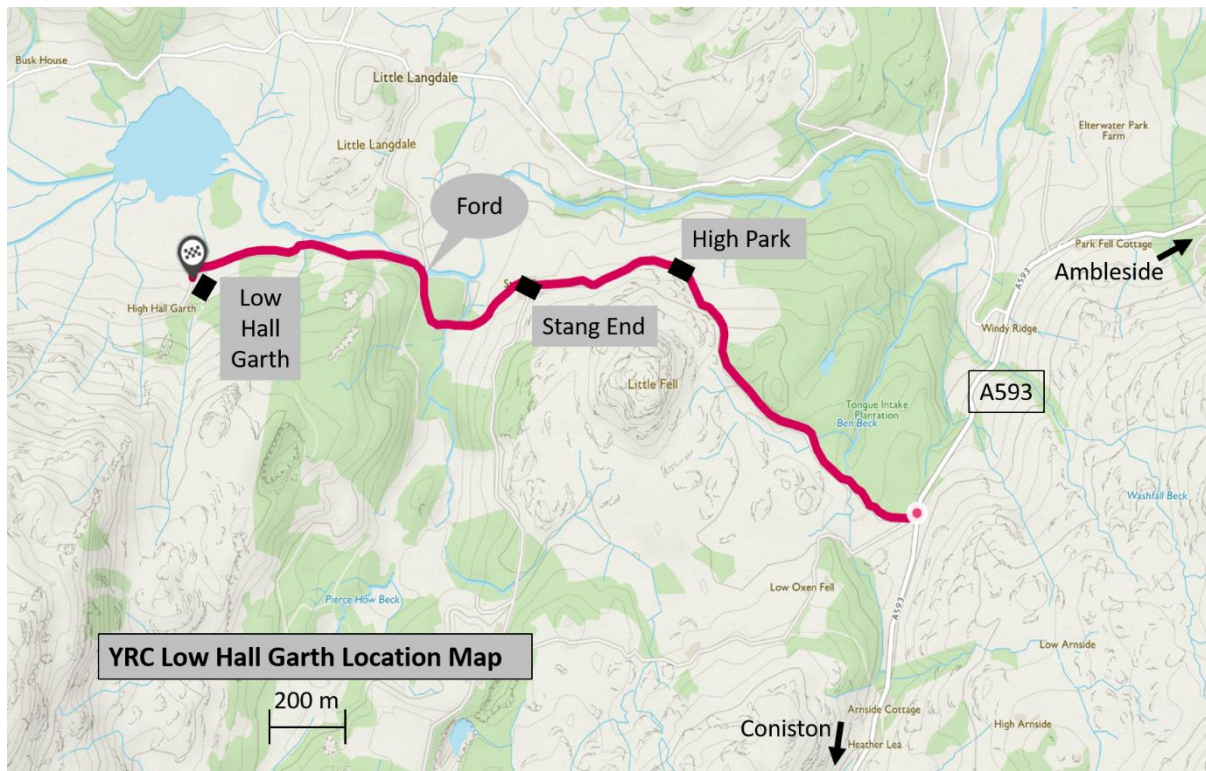 Busk House
Little Langdale
Little Langdale
Elterwater Park
Farm
Ford
High Park
Park Fell Cottage
Ambleside
A593
High Hall Garth
Low
Hall
Garth
Stang End
Windy Ridge
Little Fell
A593
Tongue Intake
Plantation
Ben Beck
Washfall Beck
Pierce How Beck
Low Oxen Fell
A593
YRC Low Hall Garth Location Map
200 m
Low Arnside
Arnside Cottage
High Arnside
Coniston
Heather Lea